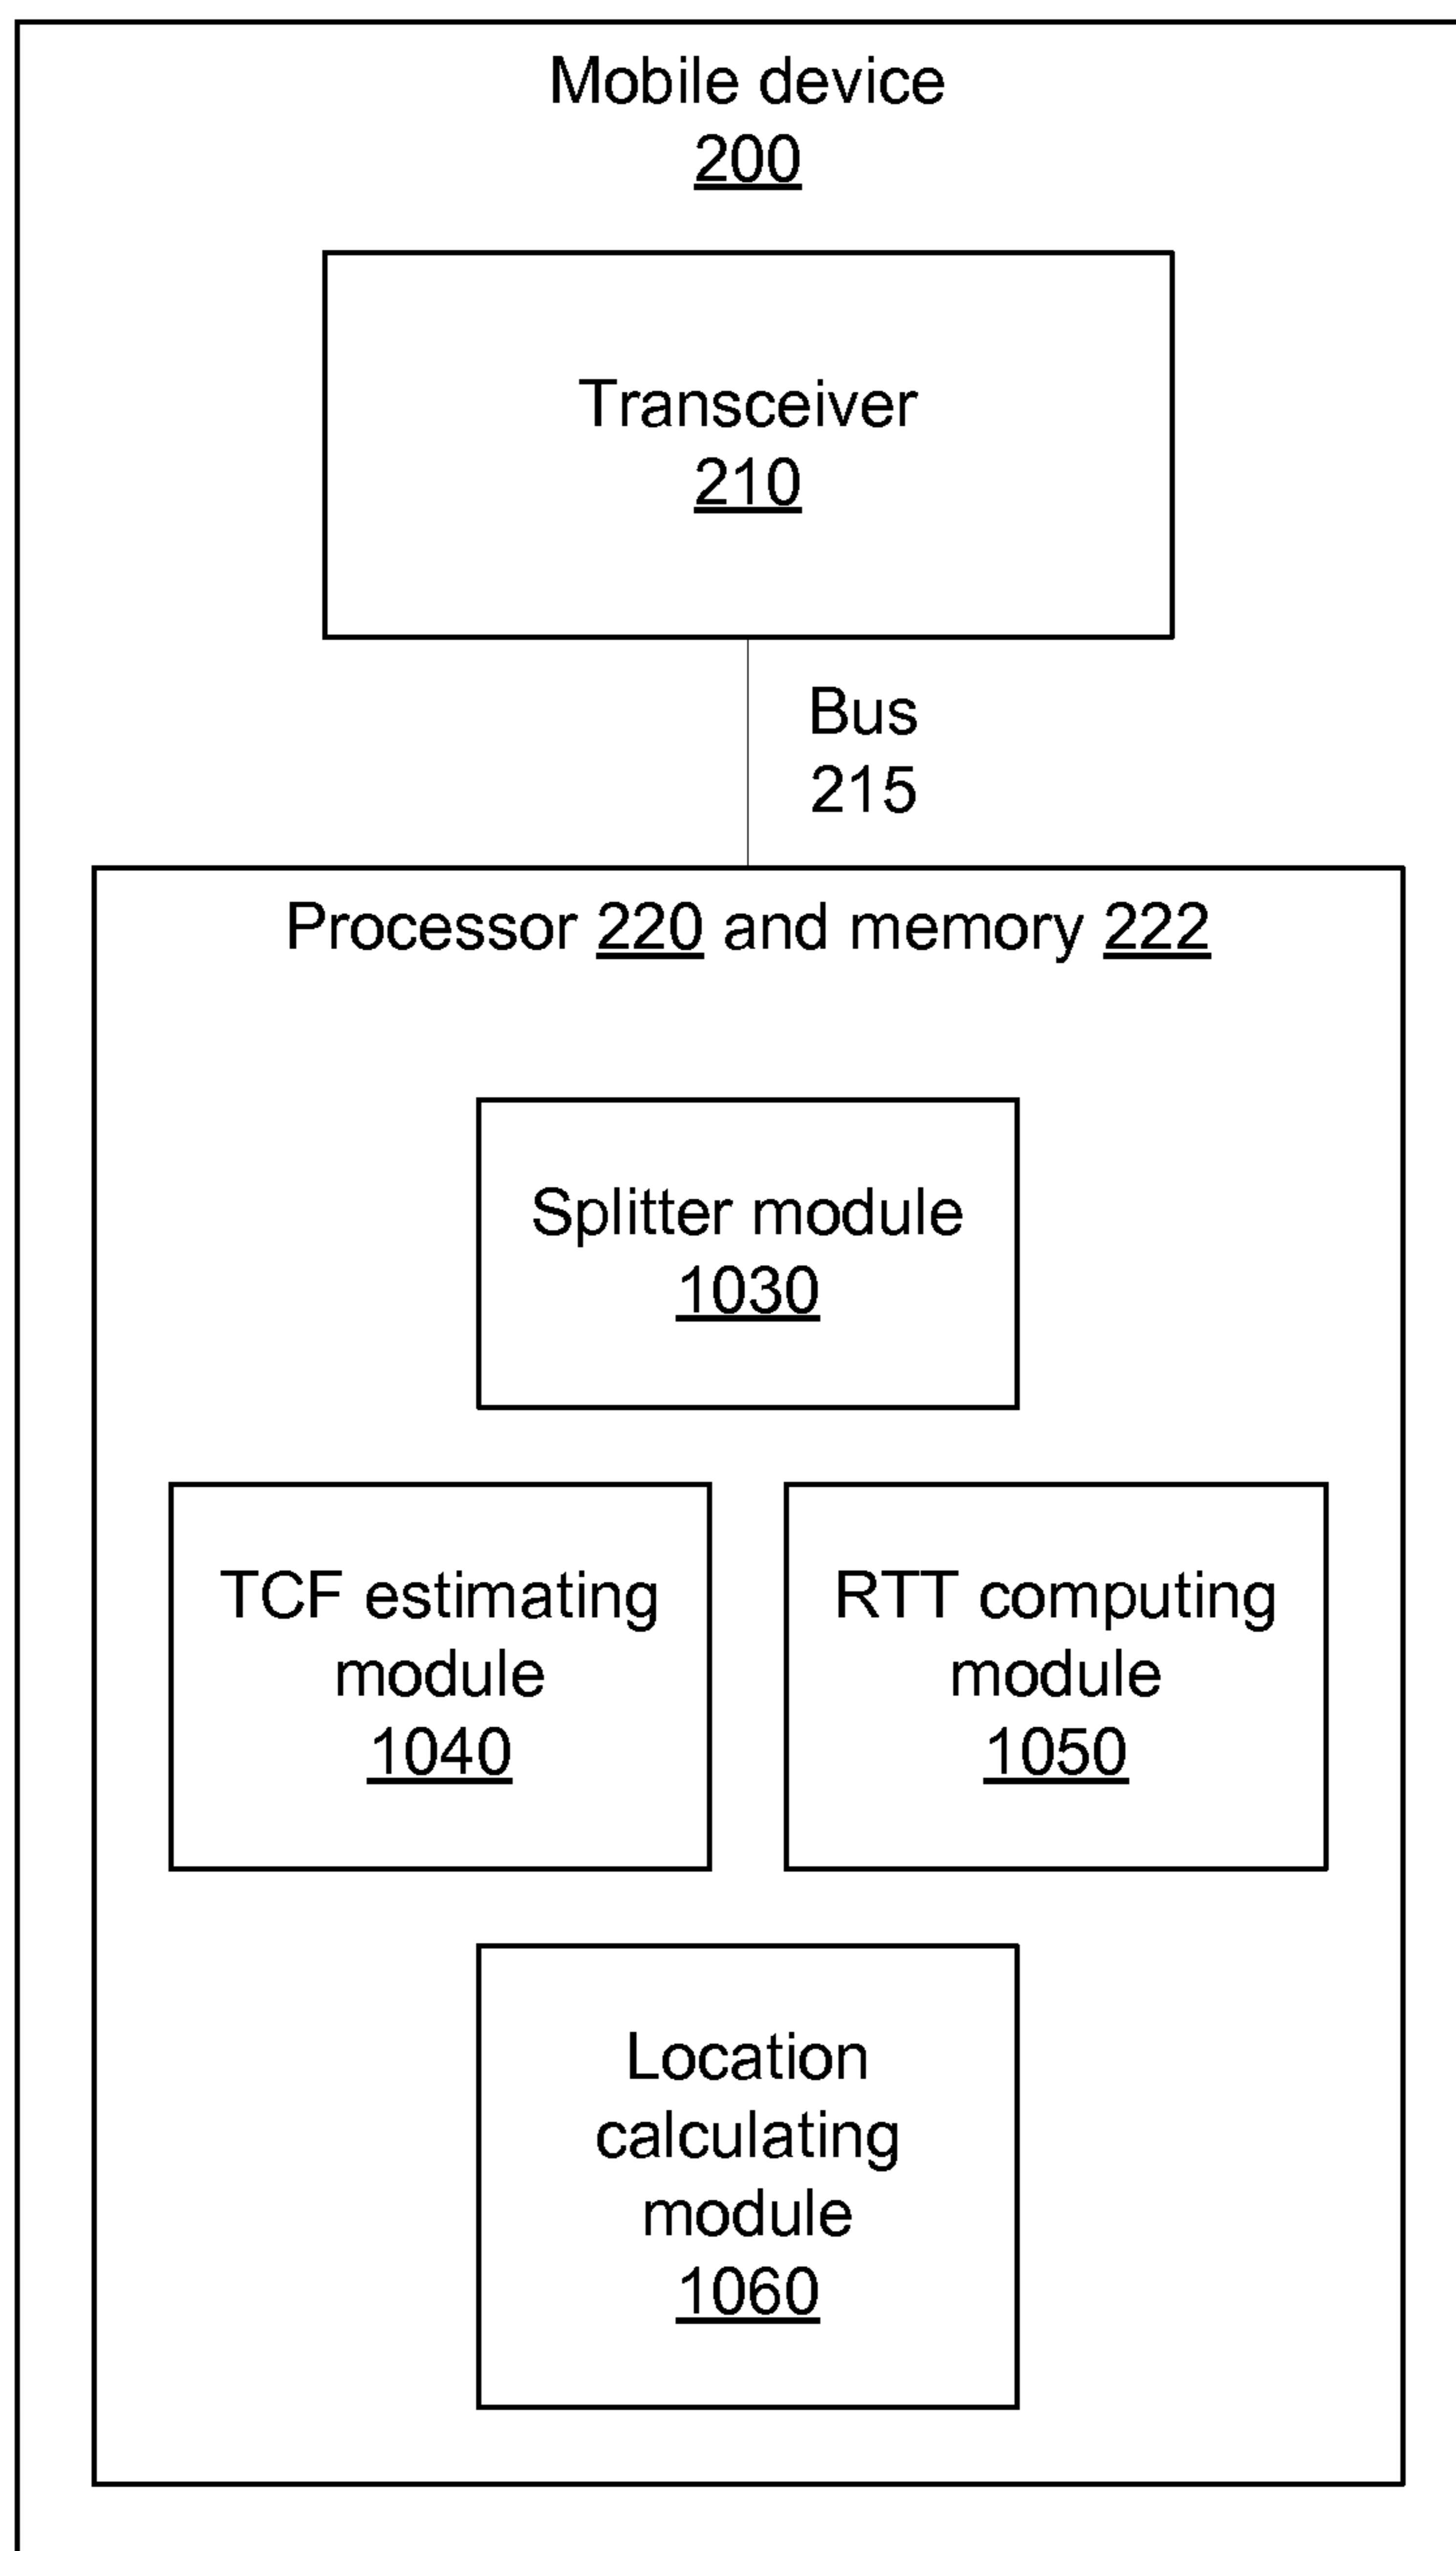 Mobile device
200
Transceiver
210
Bus
215
Processor 220 and memory 222
Splitter module
1030
TCF estimating
module
1040
RTT computing
module
1050
Location
calculating
module
1060